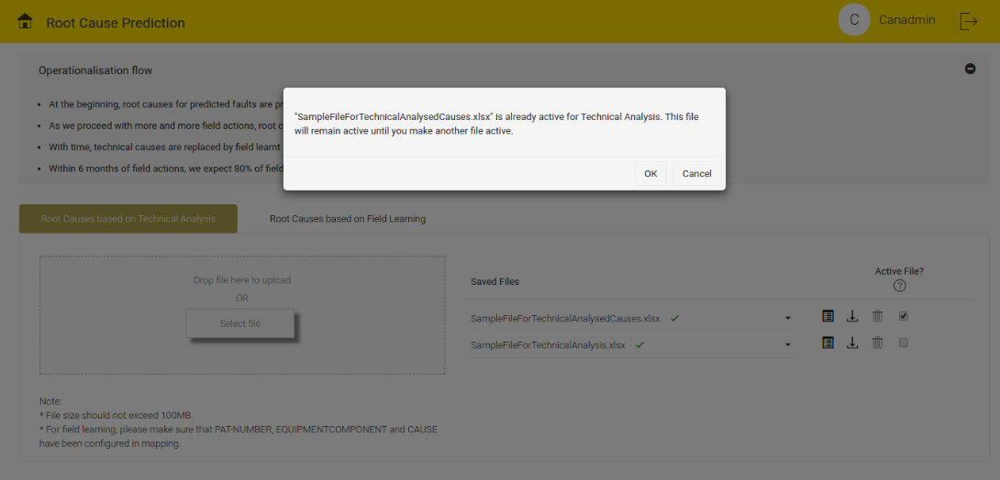 Root Cause Prediction
C
Canadmin
Operationalisation flow
At the beginning, root causes for predicted faults are
As we proceed with more and more field actions, root
With time, technical causes are replaced by field learnt
Within 6 months of field actions, we expect 80% of field
"SampleFileForTechnicalAnalysedCauses.xlsx" is already active for Technical Analysis. This file
will remain active until you make another file active.
OK
Cancel
Root Causes based on Technical Analysis
Root Causes based on Field Learning
Drop file here to upload
OR
Select file
Saved Files
Active File?
?
SampleFileForTechnicalAnalysedCauses.xlsx
SampleFileForTechnicalAnalysis.xlsx
Note:
* File size should not exceed 100MB.
* For field learning, please make sure that PAT-NUMBER, EQUIPMENTCOMPONENT and CAUSE
have been configured in mapping.